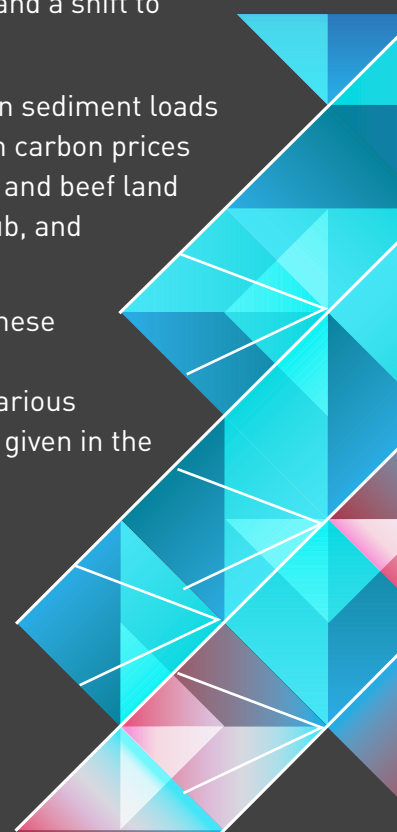 and a shift to
n sediment loads
n carbon prices
and beef land
ub, and
hese
arious
given in the